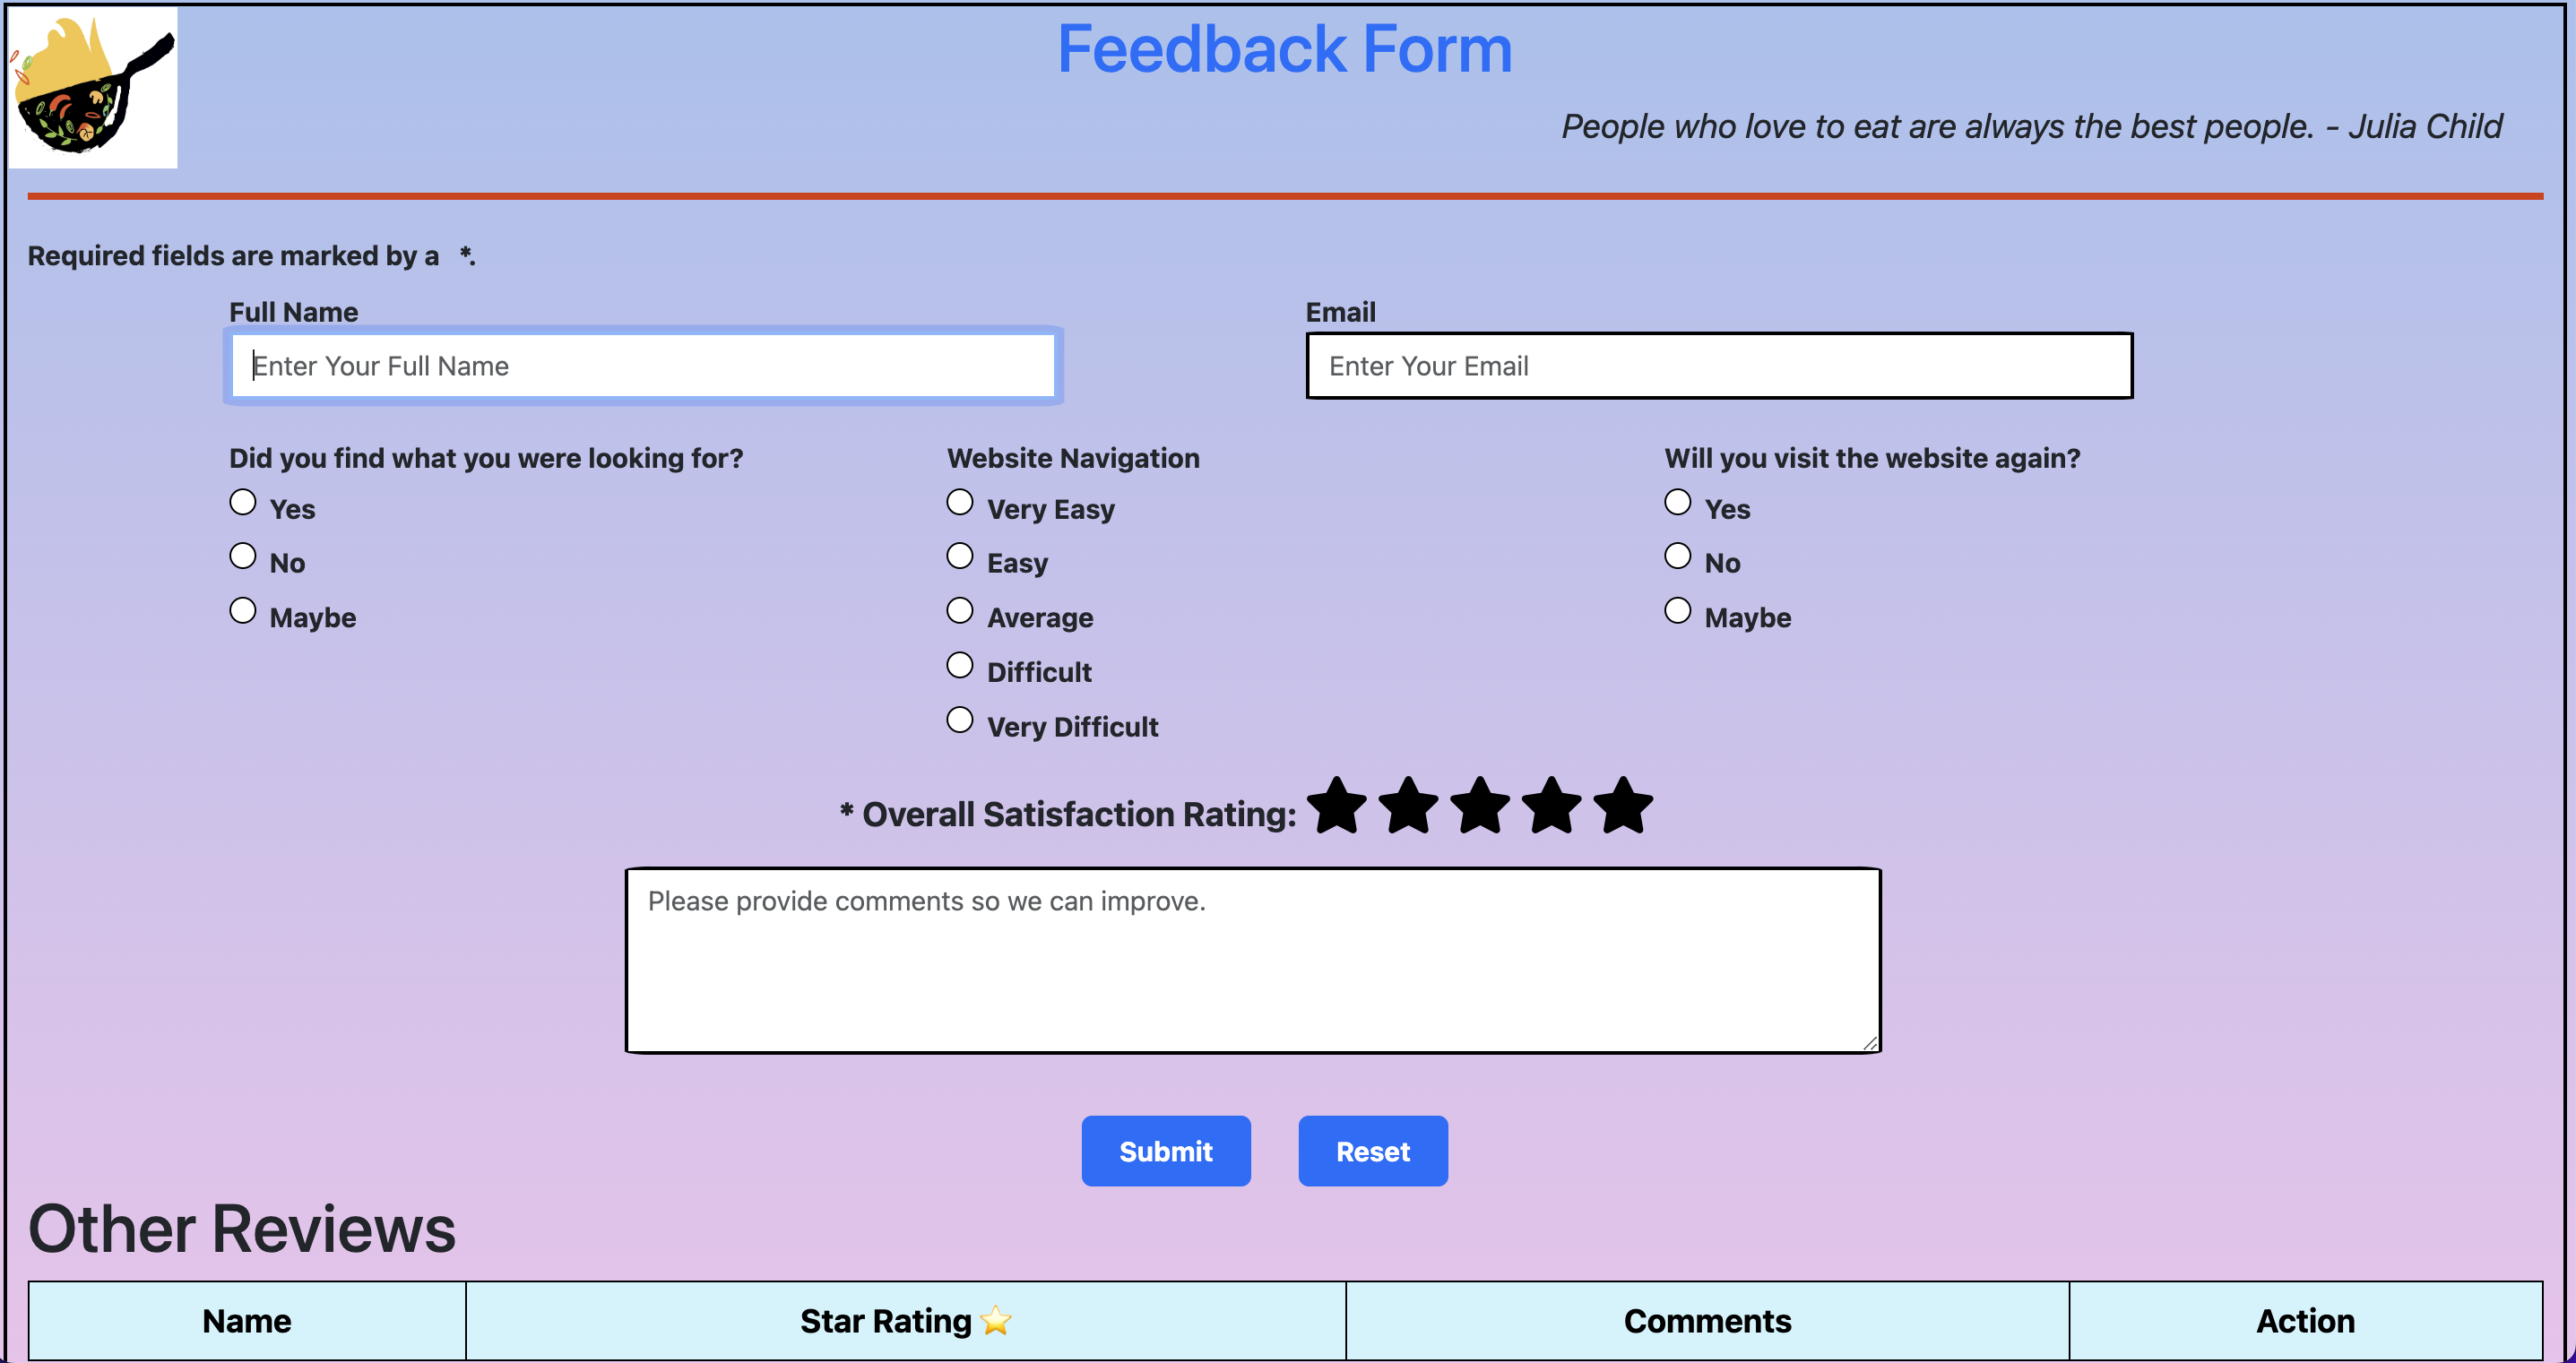 Feedback Form
People who love to eat are always the best people. - Julia Child
Required fields are marked by a *.
Full Name
Email
Enter Your Full Name
Enter Your Email
Did you find what you were looking for?
Yes
No
Maybe
Website Navigation
Very Easy
Easy
Average
Difficult
Very Difficult
Will you visit the website again?
Yes
No
Maybe
* Overall Satisfaction Rating:
Please provide comments so we can improve.
Submit
Reset
Other Reviews
Name
Star Rating ⭐
Comments
Action